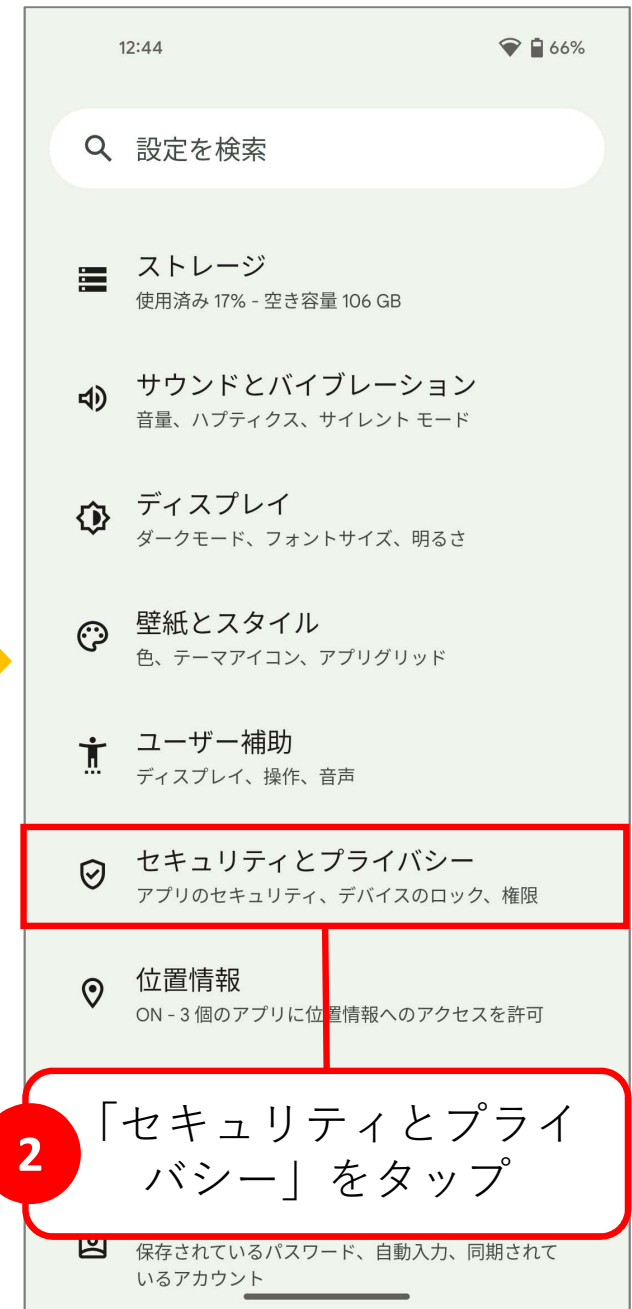 12:44
66%
設定を検索
ストレージ
使用済み 17% - 空き容量 106 GB
サウンドとバイブレーション
音量、ハプティクス、サイレント モード
ディスプレイ
ダークモード、フォントサイズ、明るさ
壁紙とスタイル
色、テーマアイコン、アプリグリッド
ユーザー補助
ディスプレイ、操作、音声
セキュリティとプライバシー
アプリのセキュリティ、デバイスのロック、権限
位置情報
ON - 3 個のアプリに位置情報へのアクセスを許可
2
「セキュリティとプライ
バシー」をタップ
保存されているパスワード、自動入力、同期されて
いるアカウント